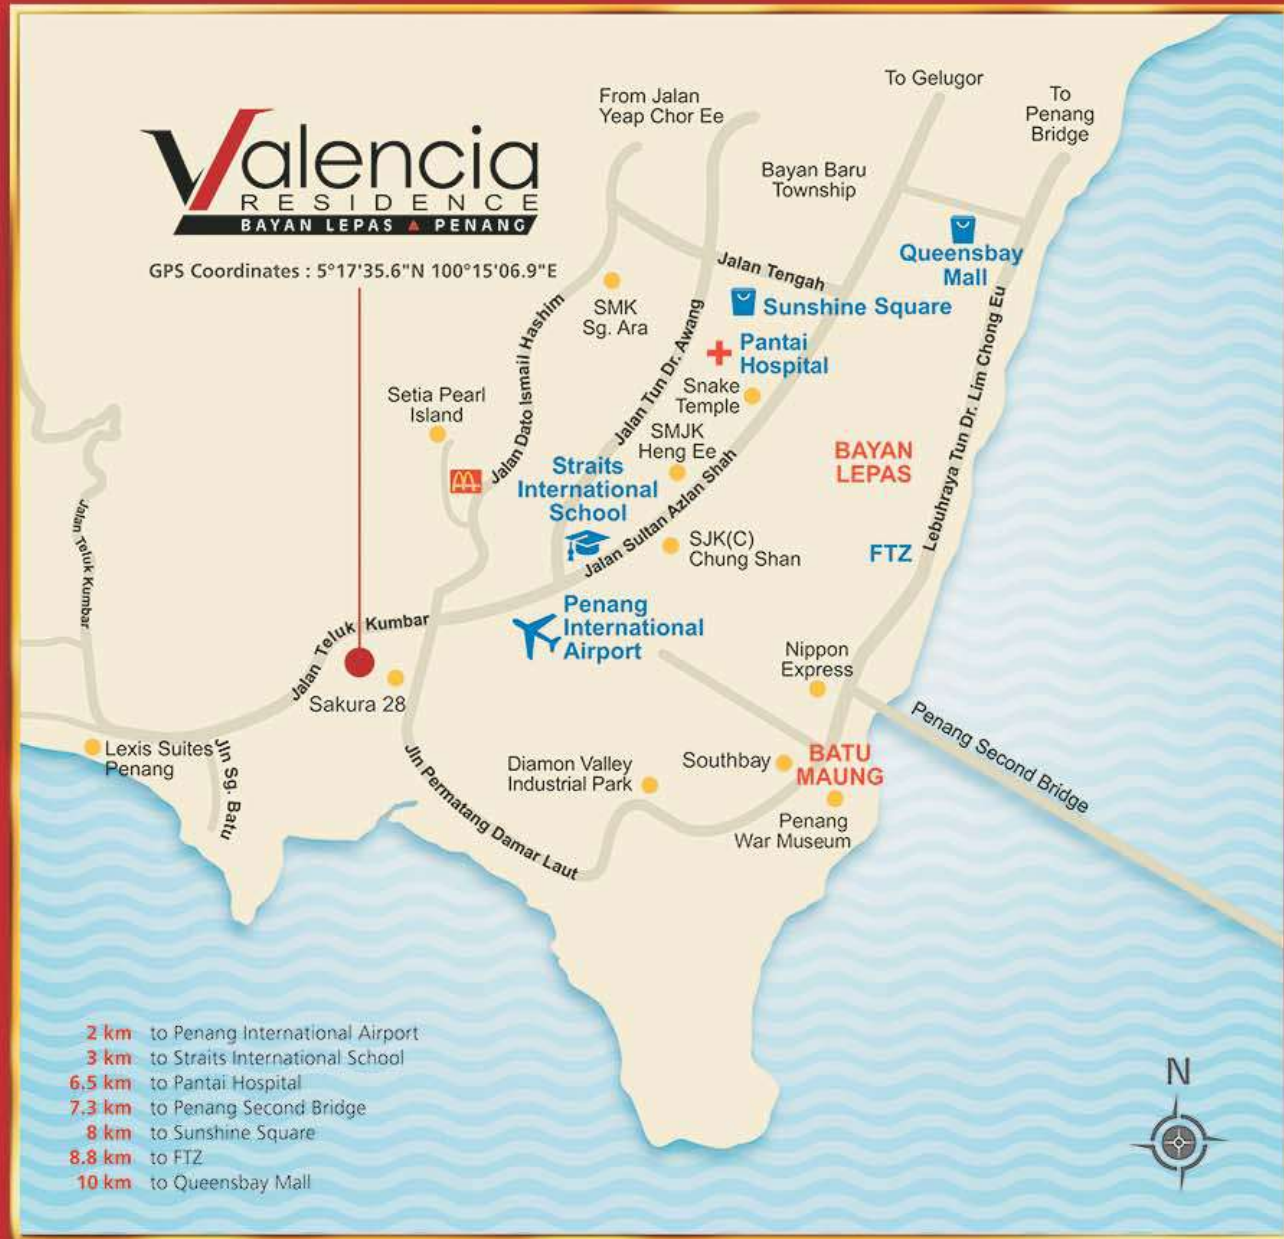 Valencia
RESIDENCE
BAYAN LEPAS PENANG
GPS Coordinates : 5°17'35.6"N 100°15'06.9"E
From Jalan
Yeap Chor Ee
To Gelugor
To
Penang
Bridge
Bayan Baru
Township
Queensbay
Mall
Jalan Tengah
Sunshine Square
SMK
Sg. Ara
Pantai
Hospital
Snake
Temple
Jalan Dato Ismail Hashim
Jalan Tun Dr. Awang
Lebuhraya Tun Dr. Lim Chong Eu
Setia Pearl
Island
SMJK
Heng Ee
BAYAN
LEPAS
Straits
International
School
Jalan Sultan Azlan Shah
SJK(C)
Chung Shan
FTZ
Jalan Teluk Kumbar
Jalan Teluk Kumbar
Penang
International
Airport
Nippon
Express
Sakura 28
Penang Second Bridge
Lexis Suites
Penang
Jln Sg. Batu
Jln Permatang Damar Laut
Diamon Valley
Industrial Park
Southbay
BATU
MAUNG
Penang
War Museum
2 km to Penang International Airport
3 km to Straits International School
6.5 km to Pantai Hospital
7.3 km to Penang Second Bridge
8 km to Sunshine Square
8.8 km to FTZ
10 km to Queensbay Mall
N